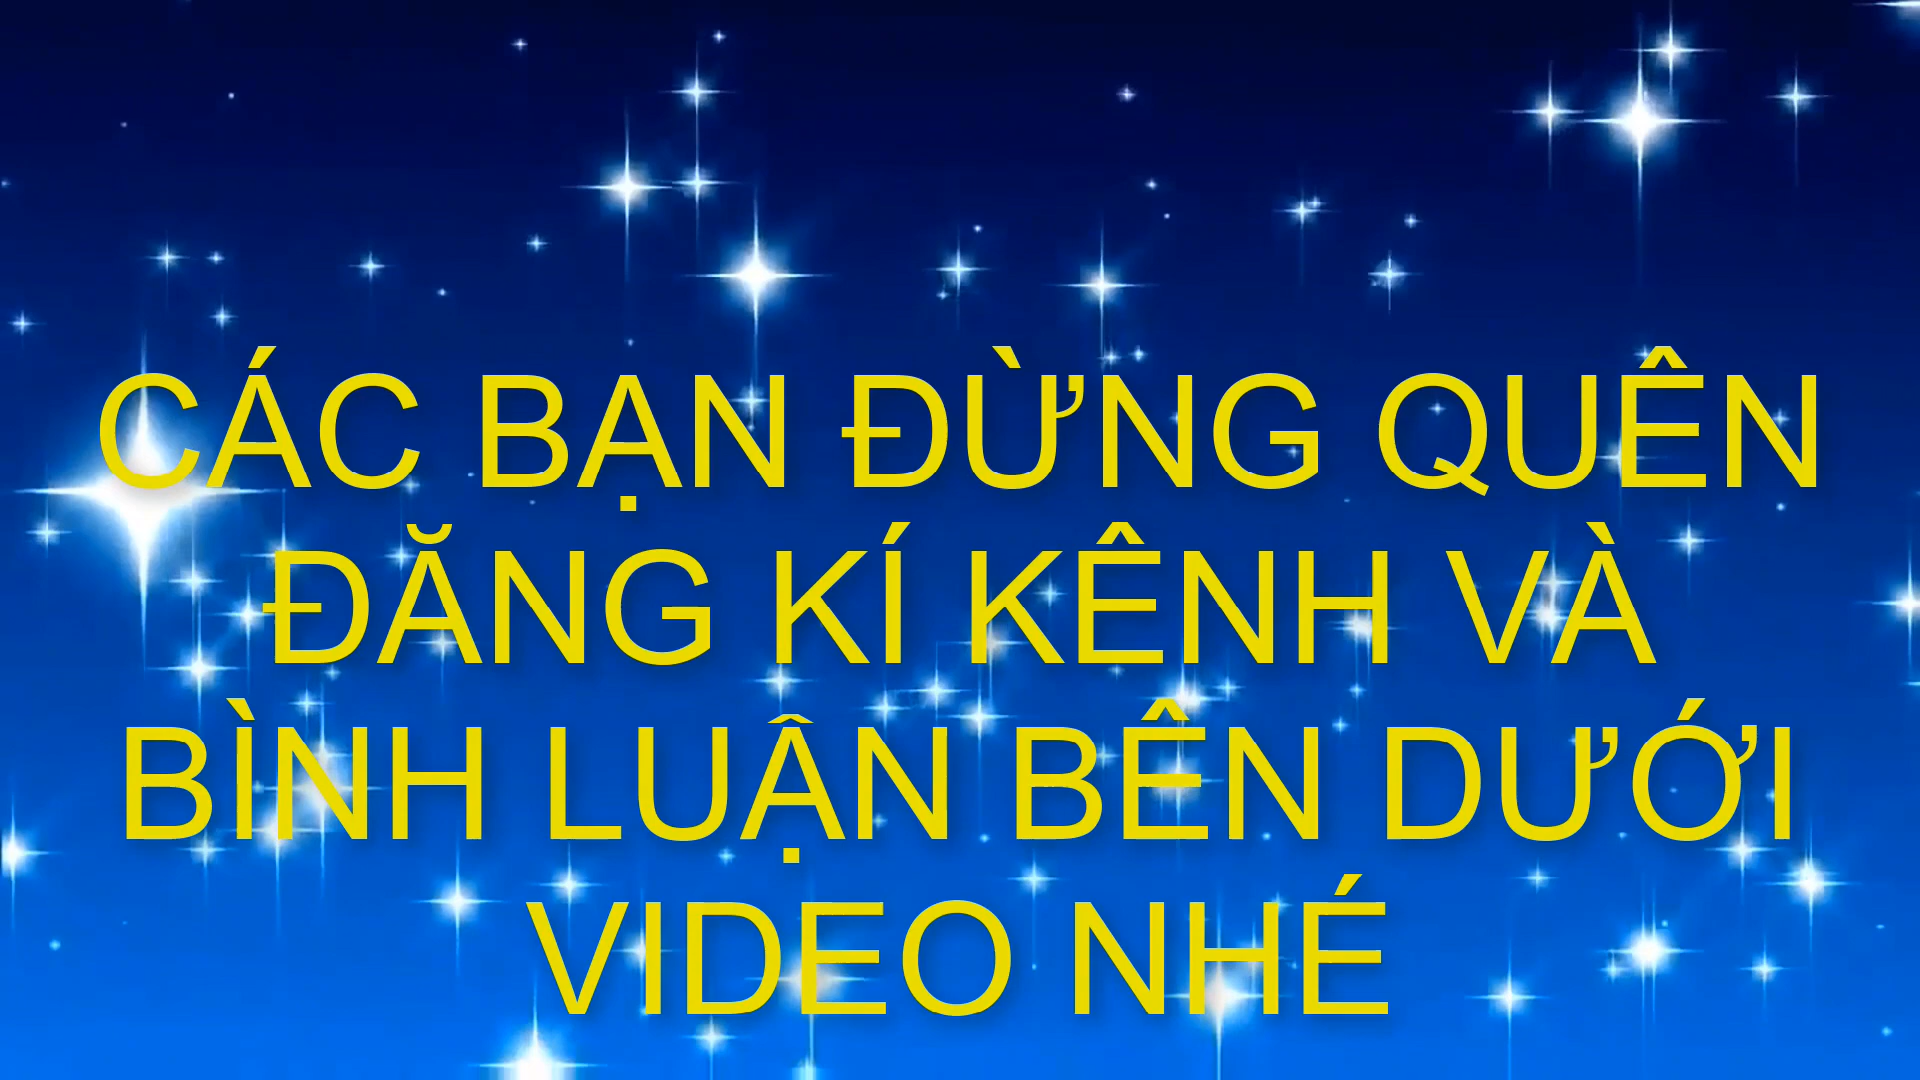 CÁC BẠN ĐỪNG QUÊN
ĐĂNG KÍ KÊNH VÀ
BÌNH LUẬN BÊN DƯỚI
VIDEO NHÉ